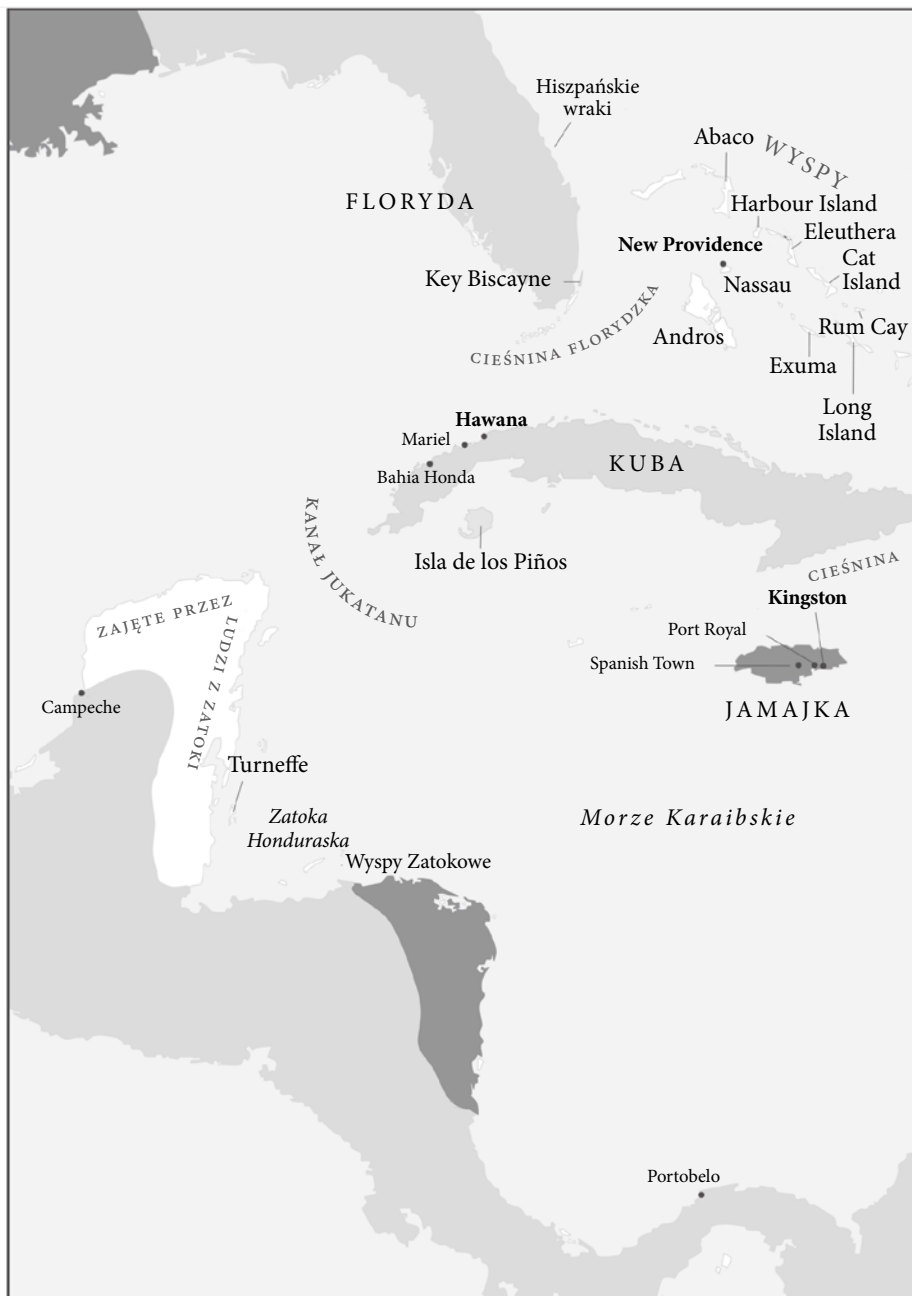 Hiszpańskie
wraki
Abaco
WYSPY
FLORYDA
Harbour Island
Eleuthera
New Providence
Cat
Island
Key Biscayne
Nassau
CIEŚNINA FLORYDZKA
Andros
Rum Cay
Exuma
Long
Island
Hawana
Mariel
KUBA
Bahia Honda
KANAŁ JUKATANU
Isla de los Piños
CIEŚNINA
Kingston
ZAJĘTE PRZEZ
LUDZI Z ZATOKI
Port Royal
Spanish Town
Campeche
JAMAJKA
Turneffe
Zatoka
Honduraska
Morze Karaibskie
Wyspy Zatokowe
Portobelo